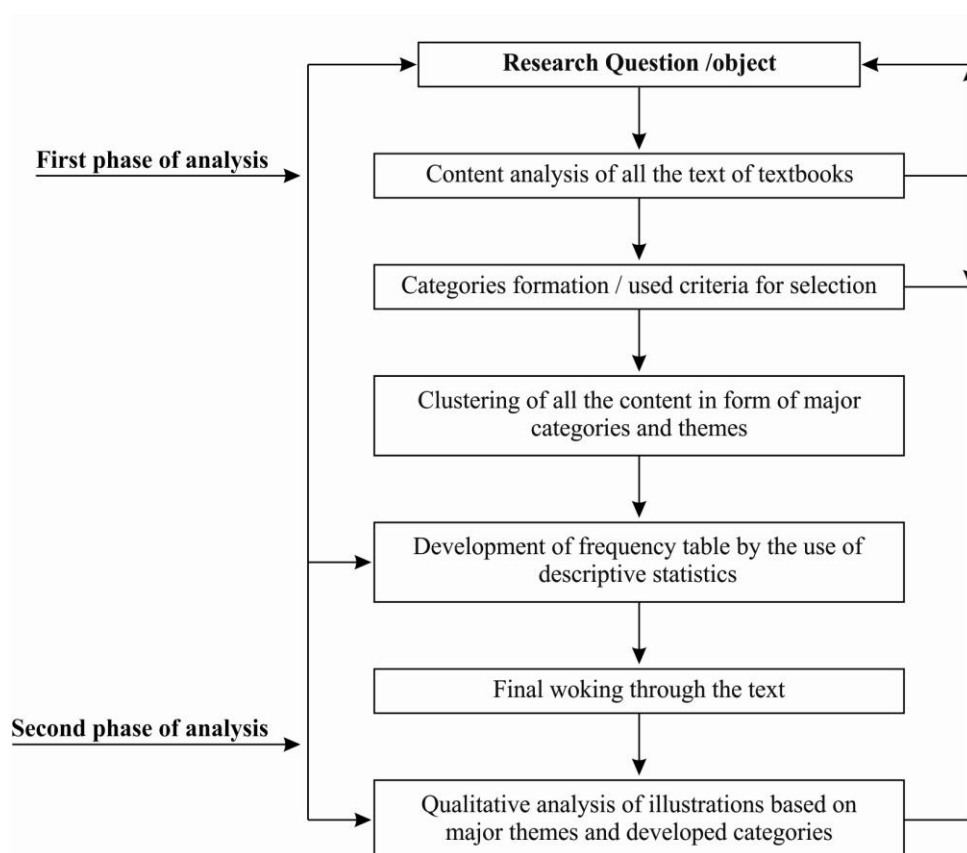 Research Question /object
First phase of analysis
Content analysis of all the text of textbooks
Categories formation / used criteria for selection
Clustering of all the content in form of major
categories and themes
Development of frequency table by the use of
descriptive statistics
Final woking through the text
Second phase of analysis
Qualitative analysis of illustrations based on
major themes and developed categories